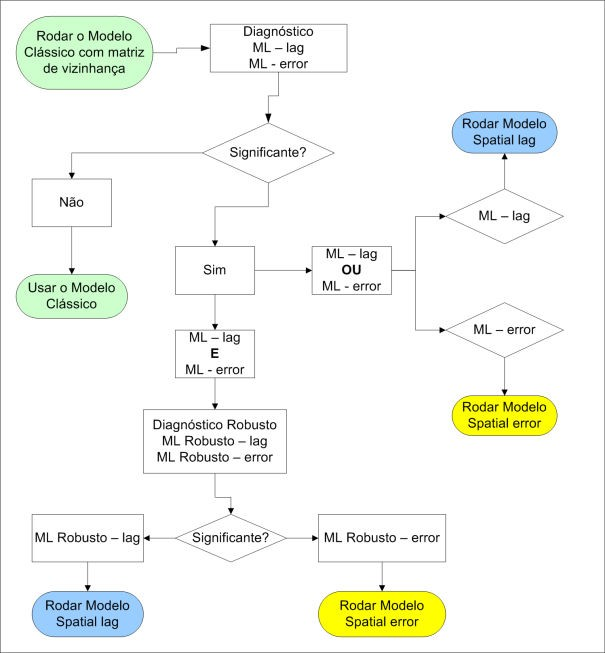 Rodar o Modelo
Clássico com matriz
de vizinhança
Diagnóstico
ML – lag
ML - error
Significante?
Não
Usar o Modelo
Clássico
Sim
ML – lag
OU
ML - error
Rodar Modelo
Spatial lag
ML – lag
ML – error
Rodar Modelo
Spatial error
ML – lag
E
ML - error
Diagnóstico Robusto
ML Robusto – lag
ML Robusto – error
Significante?
ML Robusto – lag
ML Robusto – error
Rodar Modelo
Spatial lag
Rodar Modelo
Spatial error